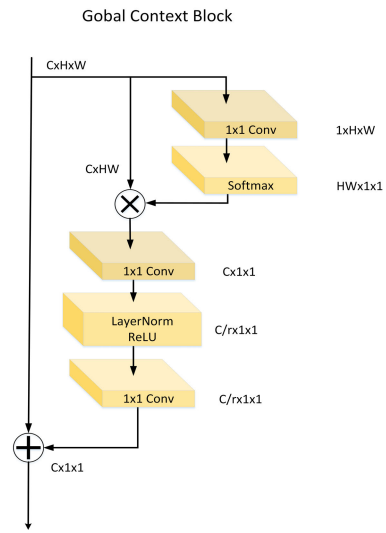 Gobal Context Block
CxHxW
1x1 Conv
1xHxW
CxHW
Softmax
HWx1x1
1x1 Conv
Cx1x1
LayerNorm
ReLU
C/rx1x1
1x1 Conv
C/rx1x1
Cx1x1